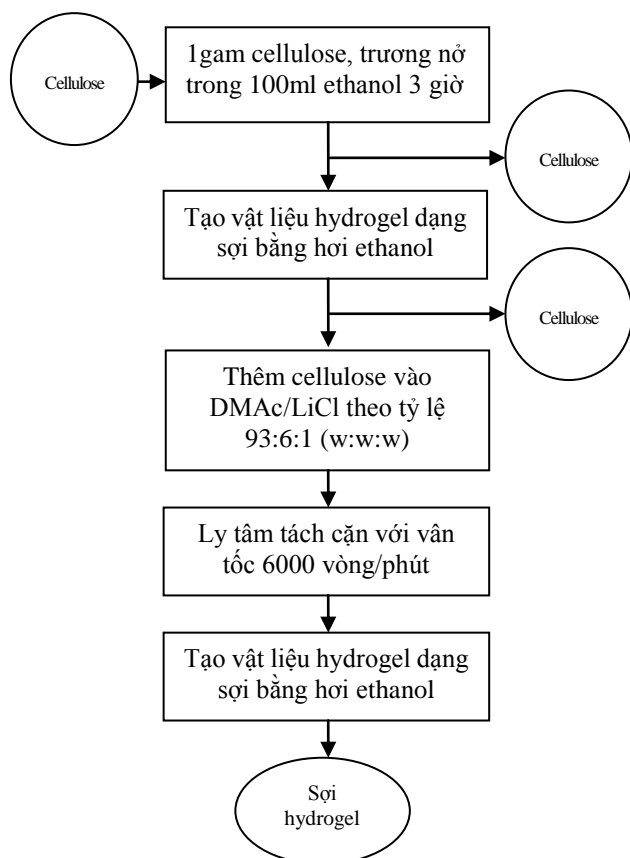 Cellulose
1gam cellulose, trương nở
trong 100ml ethanol 3 giờ
Cellulose
Tạo vật liệu hydrogel dạng
sợi bằng hơi ethanol
Cellulose
Thêm cellulose vào
DMAc/LiCl theo tỷ lệ
93:6:1 (w:w:w)
Ly tâm tách cặn với vân
tốc 6000 vòng/phút
Tạo vật liệu hydrogel dạng
sợi bằng hơi ethanol
Sợi
hydrogel